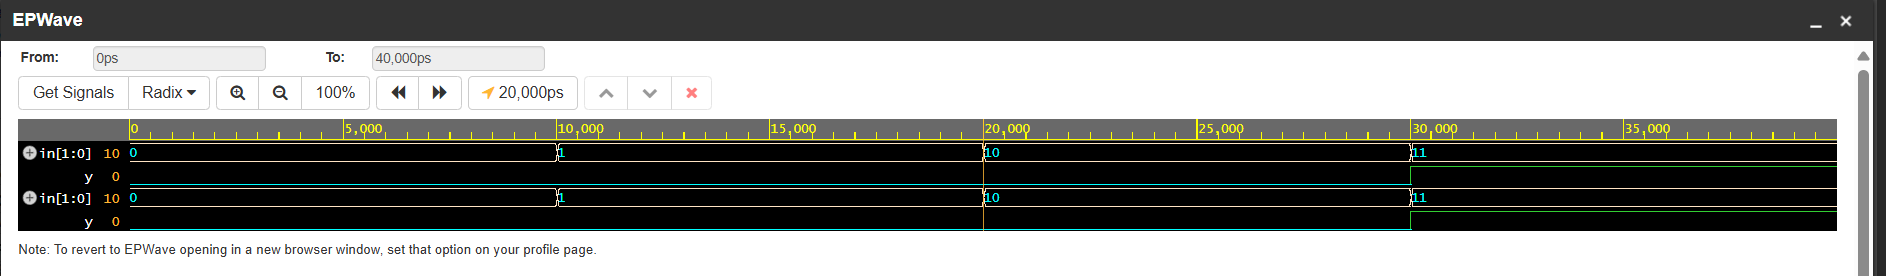 EPWave
From: 0ps To: 40,000ps
Get Signals Radix 100% 20,000ps
0 5,000 10,000 15,000 20,000 25,000 30,000 35,000
in[1:0] 10 0 1 10 11
y 0
in[1:0] 10 0 1 10 11
y 0
Note: To revert to EPWave opening in a new browser window, set that option on your profile page.